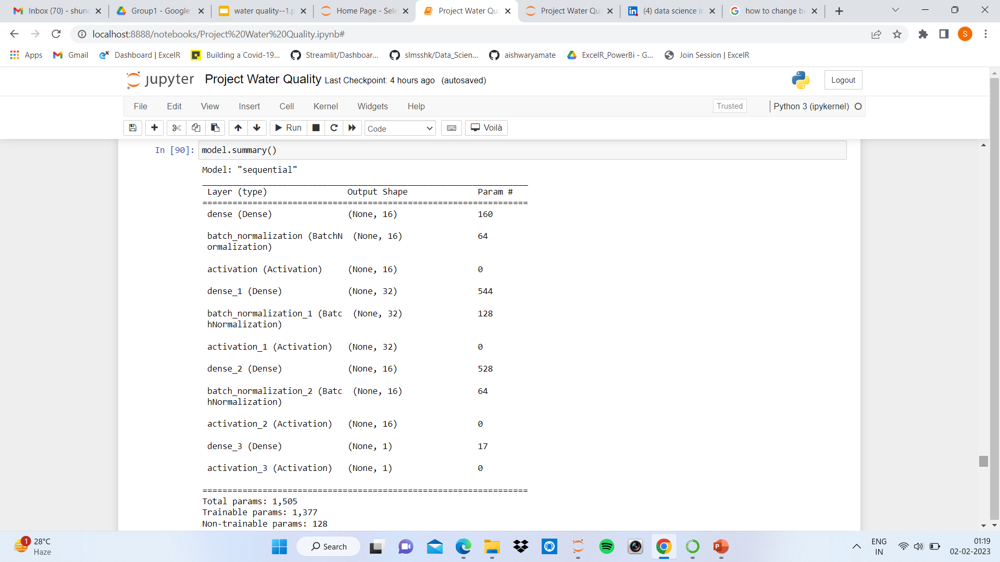 Inbox (70) - shun
Group1 - Google
water quality--1.p
Home Page - Sele
Project Water Qu
Project Water Qu
(4) data science in
how to change ba
localhost:8888/notebooks/Project%20Water%20Quality.ipynb#
S
Apps
Gmail
Dashboard | ExcelR
Building a Covid-19...
Streamlit/Dashboar...
slmsshk/Data_Scien...
aishwaryamate
ExcelR_PowerBi - G...
Join Session | ExcelR
jupyter Project Water Quality Last Checkpoint: 4 hours ago (autosaved)
Logout
File Edit View Insert Cell Kernel Widgets Help
Trusted
Python 3 (ipykernel)
Run
Code
Voilà
In [90]: model.summary()
Model: "sequential"
Layer (type) Output Shape Param #
=================================================================
dense (Dense) (None, 16) 160
batch_normalization (BatchN (None, 16) 64
ormalization)
activation (Activation) (None, 16) 0
dense_1 (Dense) (None, 32) 544
batch_normalization_1 (Batc (None, 32) 128
hNormalization)
activation_1 (Activation) (None, 32) 0
dense_2 (Dense) (None, 16) 528
batch_normalization_2 (Batc (None, 16) 64
hNormalization)
activation_2 (Activation) (None, 16) 0
dense_3 (Dense) (None, 1) 17
activation_3 (Activation) (None, 1) 0
=================================================================
Total params: 1,505
Trainable params: 1,377
Non-trainable params: 128
1
28°C
Haze
Search
ENG
IN
01:19
02-02-2023